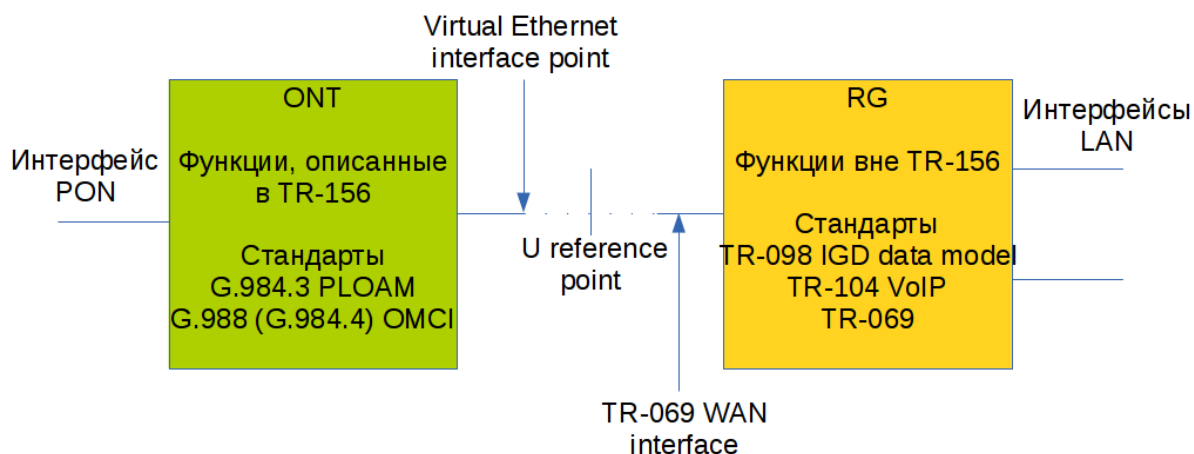 Virtual Ethernet
interface point
ONT
Функции, описанные
в TR-156
Стандарты
G.984.3 PLOAM
G.988 (G.984.4) OMCI
RG
Функции вне TR-156
Стандарты
TR-098 IGD data model
TR-104 VoIP
TR-069
Интерфейс
PON
Интерфейсы
LAN
U reference
point
TR-069 WAN
interface